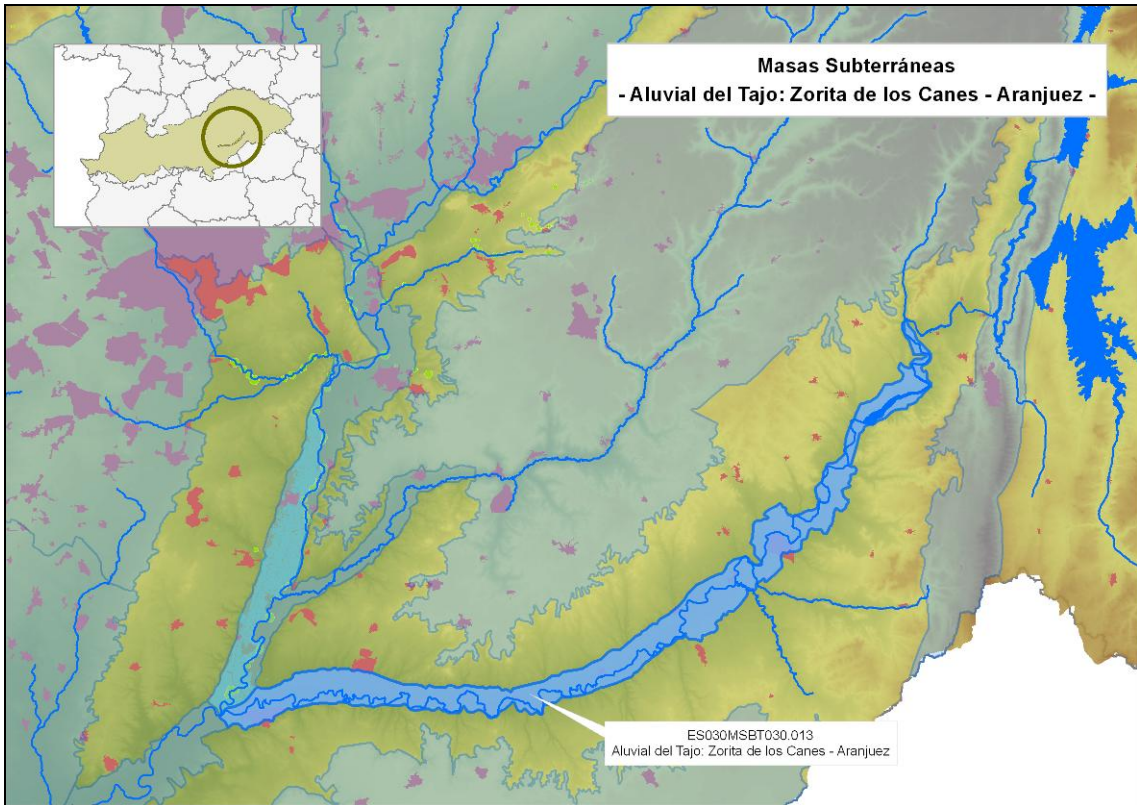 Masas Subterráneas
- Aluvial del Tajo: Zorita de los Canes - Aranjuez -
ES030MSBT030.013
Aluvial del Tajo: Zorita de los Canes - Aranjuez